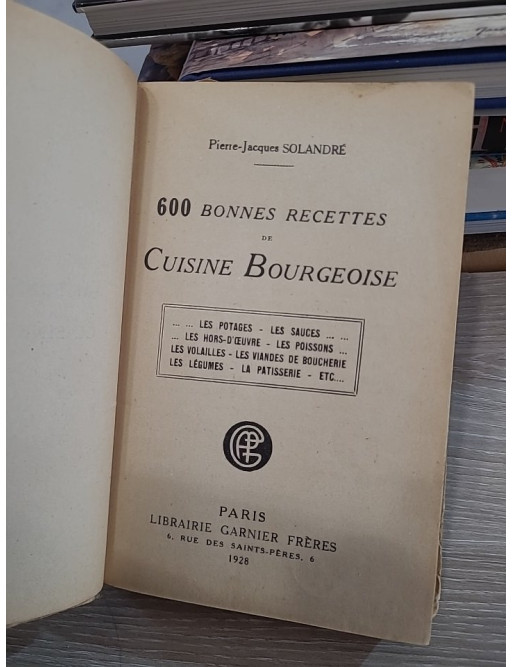 Pierre-Jacques SOLANDRÉ
600 BONNES RECETTES
DE
CUISINE BOURGEOISE
... ... LES POTAGES - LES SAUCES ... ...
... LES HORS-D'ŒUVRE - LES POISSONS ...
LES VOLAILLES - LES VIANDES DE BOUCHERIE
LES LÉGUMES - LA PATISSERIE - ETC....
PARIS
LIBRAIRIE GARNIER FRÈRES
6, RUE DES SAINTS-PÈRES, 6
1928